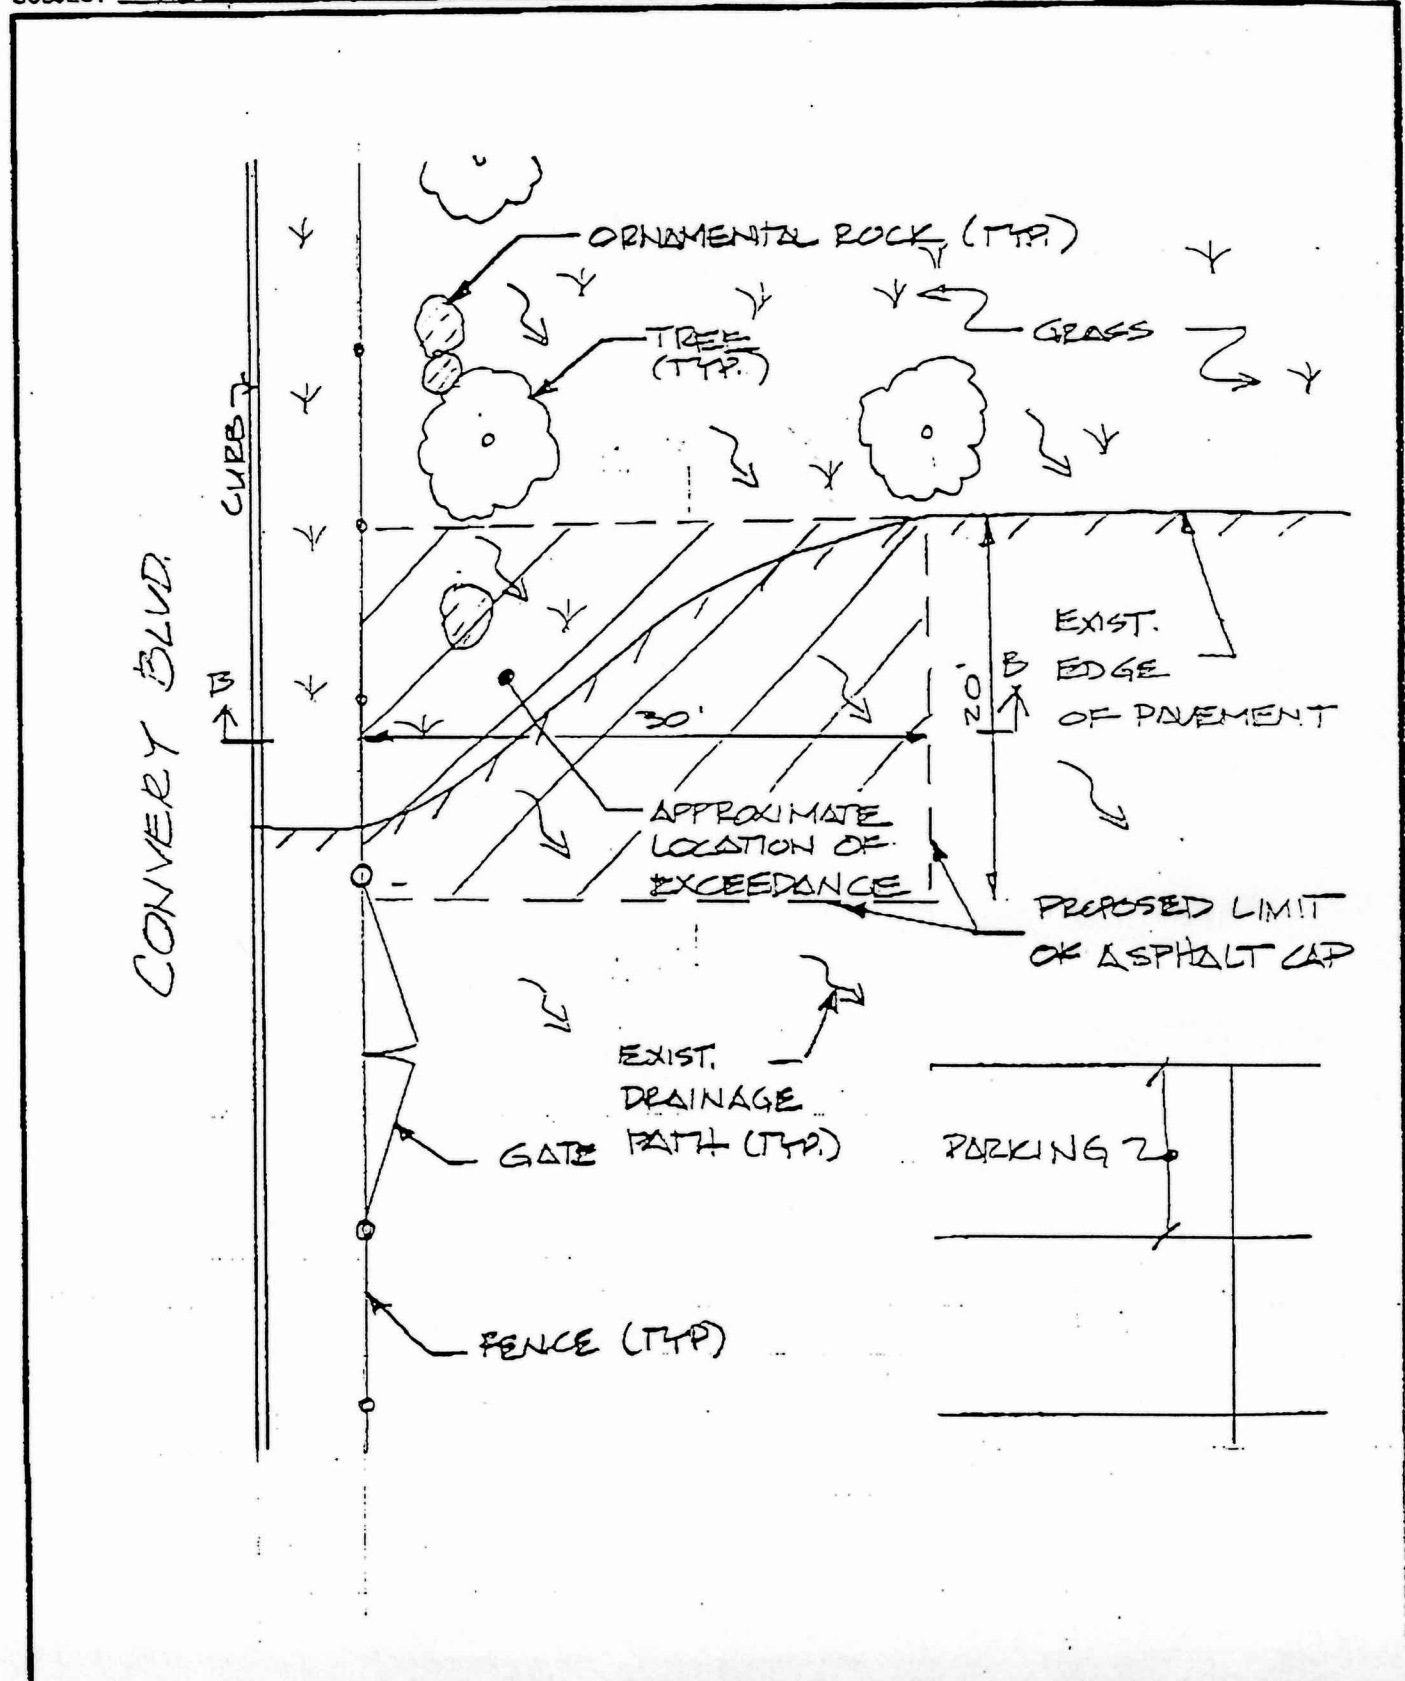 ORNAMENTAL ROCK (TYP.)
TREE
(TYP.)
GRASS
CURB
CONVERY BLVD.
B
B
30'
20'
EXIST.
EDGE
OF PAVEMENT
APPROXIMATE
LOCATION OF
EXCEEDANCE
PROPOSED LIMIT
OF ASPHALT CAP
EXIST.
DRAINAGE
PATH (TYP.)
GATE
PARKING
FENCE (TYP)